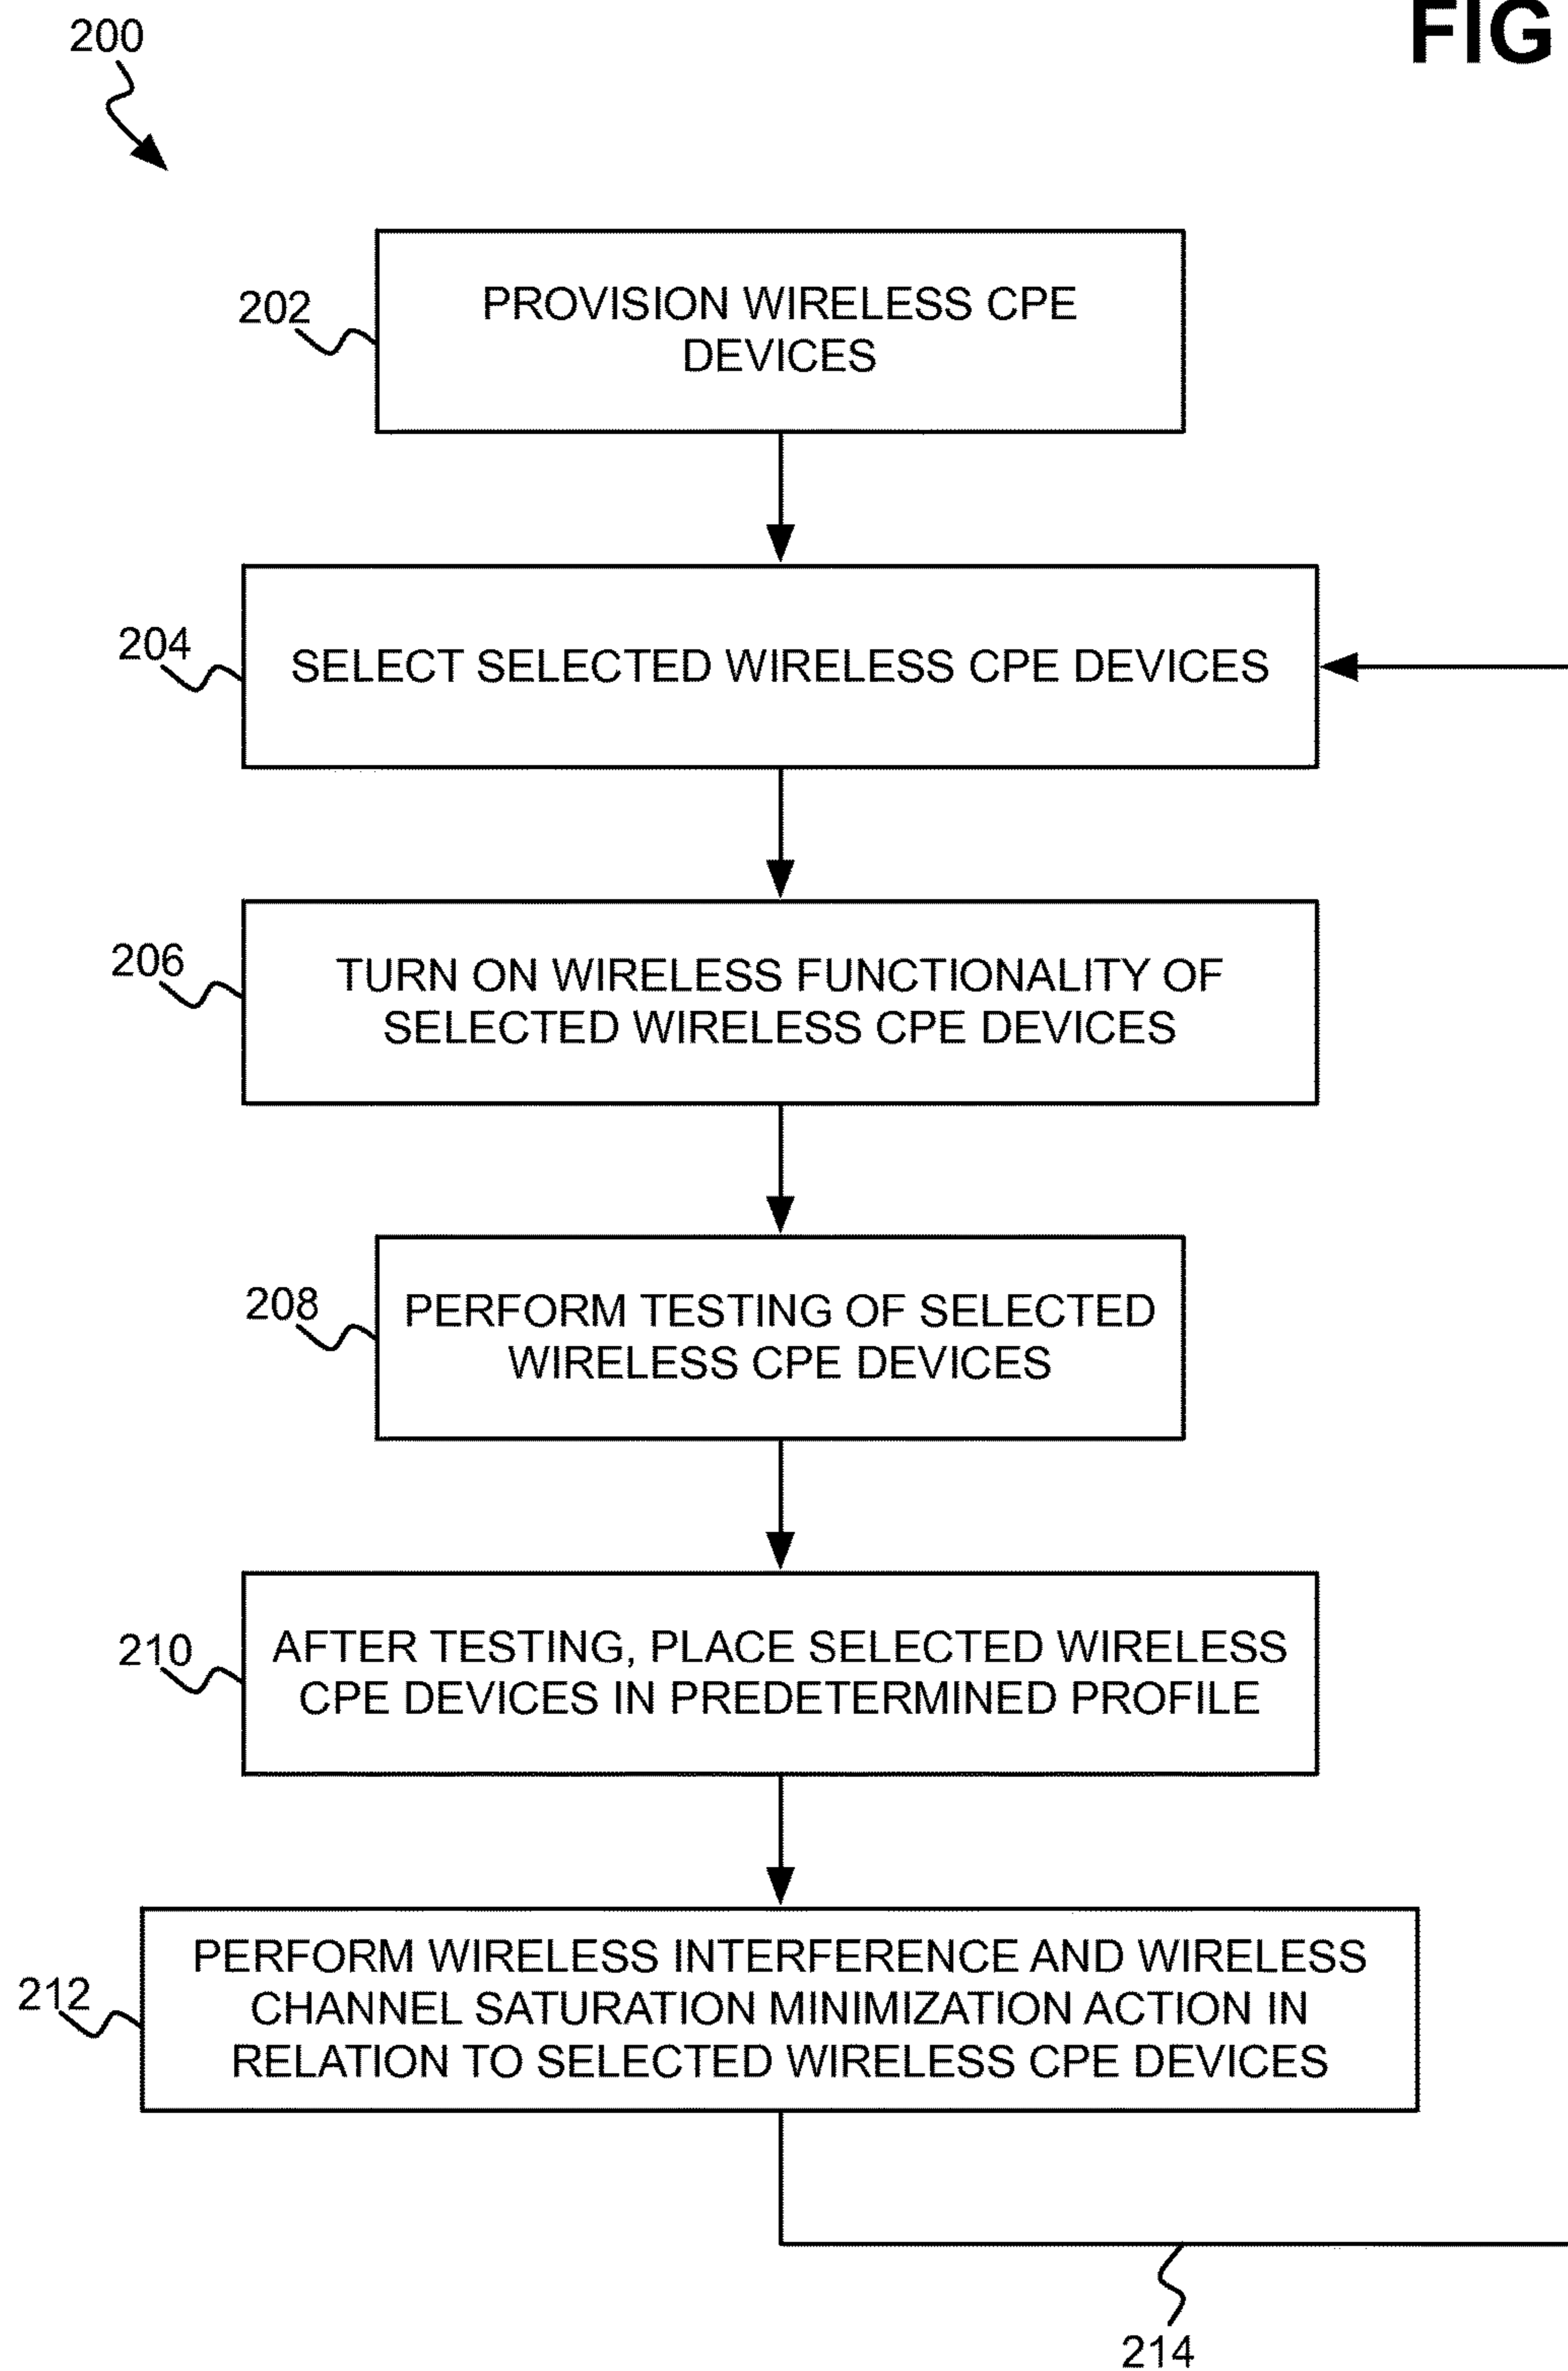 FIG
200
202
PROVISION WIRELESS CPE
DEVICES
204
SELECT SELECTED WIRELESS CPE DEVICES
206
TURN ON WIRELESS FUNCTIONALITY OF
SELECTED WIRELESS CPE DEVICES
208
PERFORM TESTING OF SELECTED
WIRELESS CPE DEVICES
210
AFTER TESTING, PLACE SELECTED WIRELESS
CPE DEVICES IN PREDETERMINED PROFILE
212
PERFORM WIRELESS INTERFERENCE AND WIRELESS
CHANNEL SATURATION MINIMIZATION ACTION IN
RELATION TO SELECTED WIRELESS CPE DEVICES
214